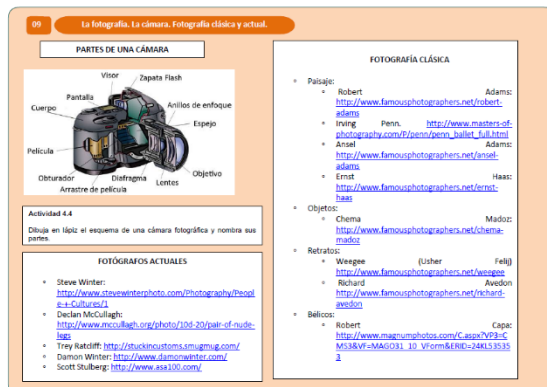 09
La fotografía. La cámara. Fotografía clásica y actual.
PARTES DE UNA CÁMARA
Visor
Zapata Flash
Pantalla
Anillos de enfoque
Cuerpo
Espejo
Película
Objetivo
Obturador
Diafragma
Lentes
Arrastre de película
Actividad 4.4
Dibuja en lápiz el esquema de una cámara fotográfica y nombra sus
partes.
FOTÓGRAFOS ACTUALES
Steve Winter:
http://www.stevewinterphoto.com/Photography/Peopl
e-+-Cultures/1
Declan McCullagh:
http://www.mccullagh.org/photo/10d-20/pair-of-nude-
legs
Trey Ratcliff: http://stuckincustoms.smugmug.com/
Damon Winter: http://www.damonwinter.com/
Scott Stulberg: http://www.asa100.com/
FOTOGRAFÍA CLÁSICA
Paisaje:
Robert Adams:
http://www.famousphotographers.net/robert-
adams
Irving Penn. http://www.masters-of-
photography.com/P/penn/penn_ballet_full.html
Ansel Adams:
http://www.famousphotographers.net/ansel-
adams
Ernst Haas:
http://www.famousphotographers.net/ernst-
haas
Objetos:
Chema Madoz:
http://www.famousphotographers.net/chema-
madoz
Retratos:
Weegee (Usher Felij)
http://www.famousphotographers.net/weegee
Richard Avedon
http://www.famousphotographers.net/richard-
avedon
Bélicos:
Robert Capa:
http://www.magnumphotos.com/C.aspx?VP3=C
MS3&VF=MAGO31_10_VForm&ERID=24KL53535
3